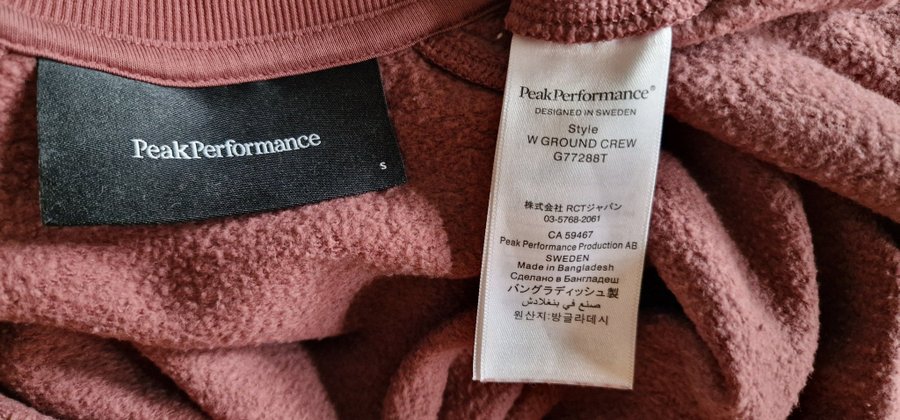 PeakPerformance
S
PeakPerformance®
DESIGNED IN SWEDEN
Style
W GROUND CREW
G77288T
株式会社 RCTジャパン
03-5768-2061
CA 59467
Peak Performance Production AB
SWEDEN
Made in Bangladesh
Сделано в Бангладеш
バングラディッシュ製
صنع في بنغلادش
원산지:방글라데시